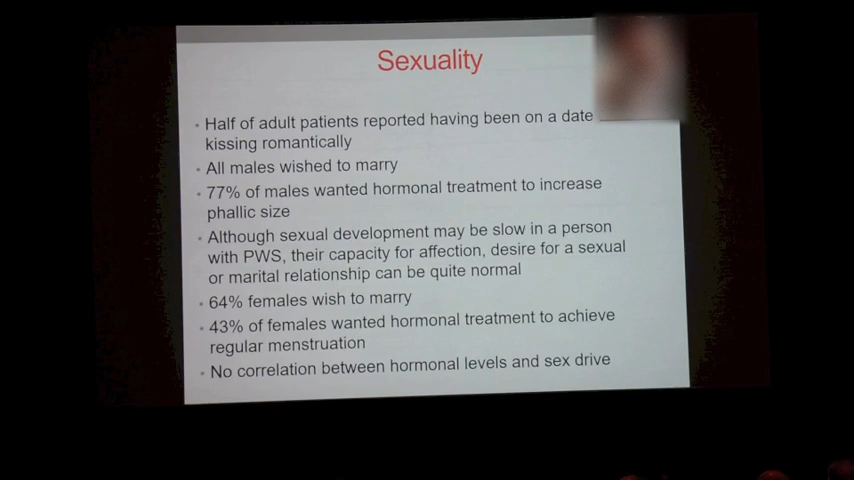 Sexuality
• Half of adult patients reported having been on a date
kissing romantically
• All males wished to marry
• 77% of males wanted hormonal treatment to increase
phallic size
• Although sexual development may be slow in a person
with PWS, their capacity for affection, desire for a sexual
or marital relationship can be quite normal
• 64% females wish to marry
• 43% of females wanted hormonal treatment to achieve
regular menstruation
• No correlation between hormonal levels and sex drive